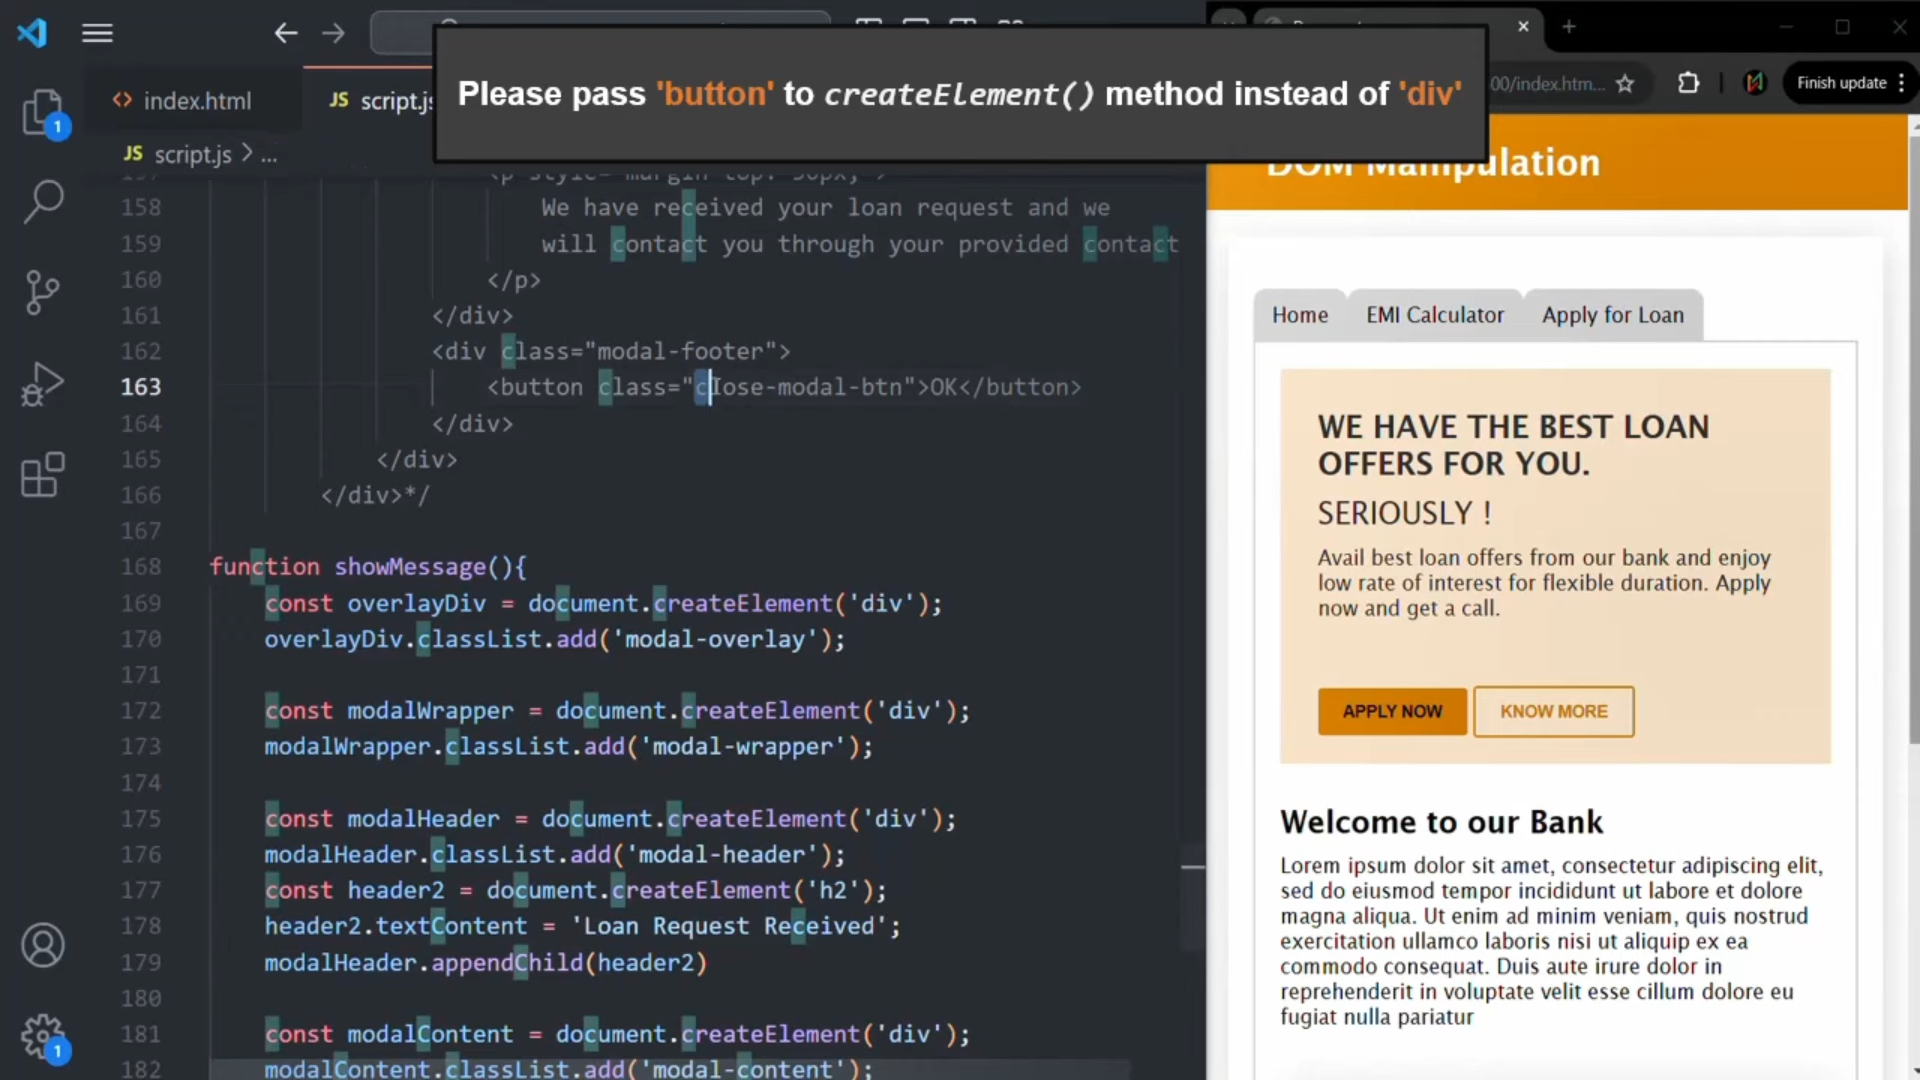 Please pass 'button' to createElement() method instead of 'div'
index.html
JS script.js
00/index.htm...
Finish update
JS script.js > ...
DOM Manipulation
158 We have received your loan request and we
159 will contact you through your provided contact
160 </p>
161 </div>
162 <div class="modal-footer">
163 <button class="close-modal-btn">OK</button>
164 </div>
165 </div>
166 </div>*/
167
168 function showMessage(){
169 const overlayDiv = document.createElement('div');
170 overlayDiv.classList.add('modal-overlay');
171
172 const modalWrapper = document.createElement('div');
173 modalWrapper.classList.add('modal-wrapper');
174
175 const modalHeader = document.createElement('div');
176 modalHeader.classList.add('modal-header');
177 const header2 = document.createElement('h2');
178 header2.textContent = 'Loan Request Received';
179 modalHeader.appendChild(header2)
180
181 const modalContent = document.createElement('div');
182 modalContent.classList.add('modal-content');
1
1
Home EMI Calculator Apply for Loan
WE HAVE THE BEST LOAN
OFFERS FOR YOU.
SERIOUSLY !
Avail best loan offers from our bank and enjoy
low rate of interest for flexible duration. Apply
now and get a call.
APPLY NOW KNOW MORE
Welcome to our Bank
Lorem ipsum dolor sit amet, consectetur adipiscing elit,
sed do eiusmod tempor incididunt ut labore et dolore
magna aliqua. Ut enim ad minim veniam, quis nostrud
exercitation ullamco laboris nisi ut aliquip ex ea
commodo consequat. Duis aute irure dolor in
reprehenderit in voluptate velit esse cillum dolore eu
fugiat nulla pariatur